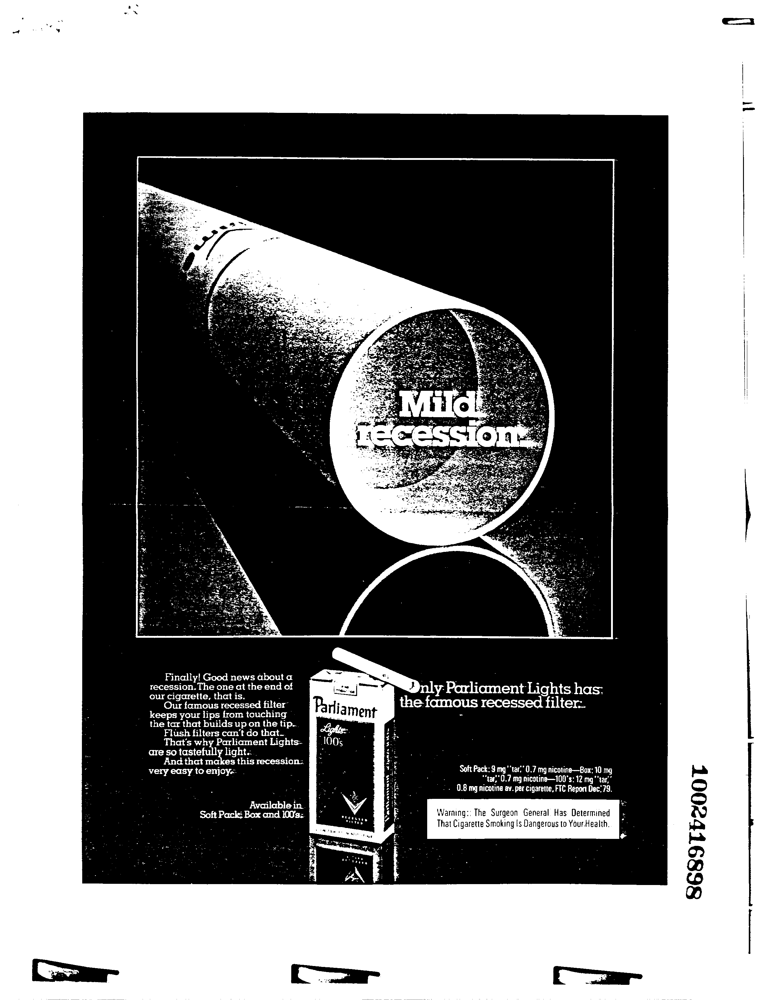 Mild
recession.
Finally! Good news about a
recession. The one at the end of
our cigarette, that is.
Our famous recessed filter
keeps your lips from touching
the tar that builds up on the tip.
Flush filters can't do that.
That's why Parliament Lights
are so tastefully light.
And that makes this recession
very easy to enjoy.
Available in
Soft Pack, Box and 100's.
Parliament
Lights
100's
Only Parliament Lights has
the famous recessed filter.
Soft Pack: 9 mg "tar," 0.7 mg nicotine—Box: 10 mg
"tar," 0.7 mg nicotine—100's: 12 mg "tar,"
0.8 mg nicotine av. per cigarette, FTC Report Dec.'79.
Warning: The Surgeon General Has Determined
That Cigarette Smoking Is Dangerous to Your Health.
1002416898